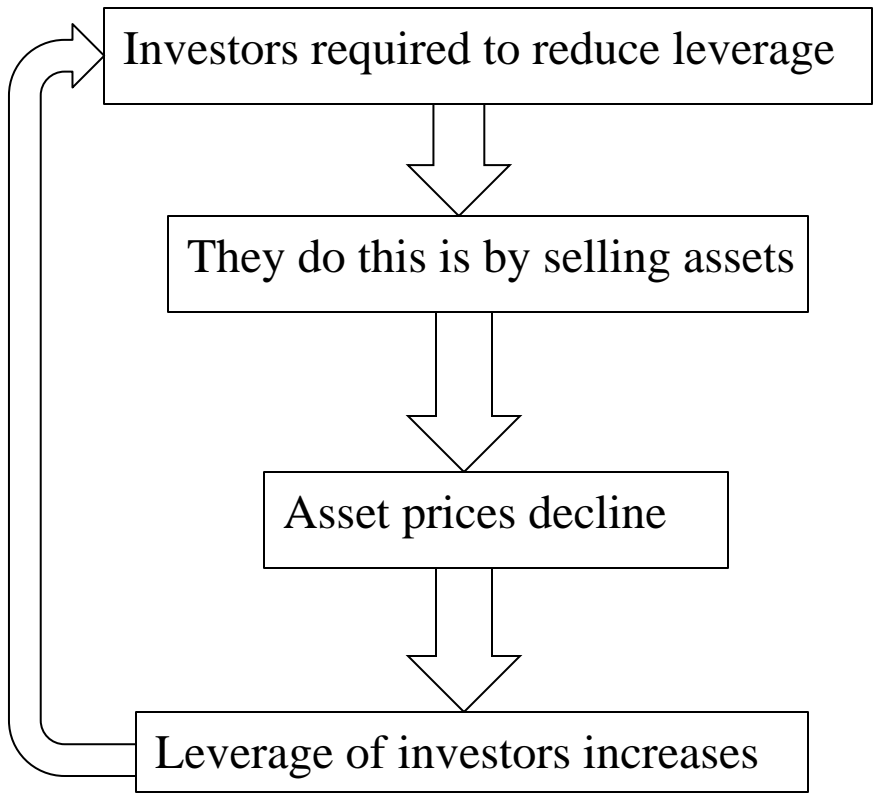 Investors required to reduce leverage
They do this is by selling assets
Asset prices decline
Leverage of investors increases